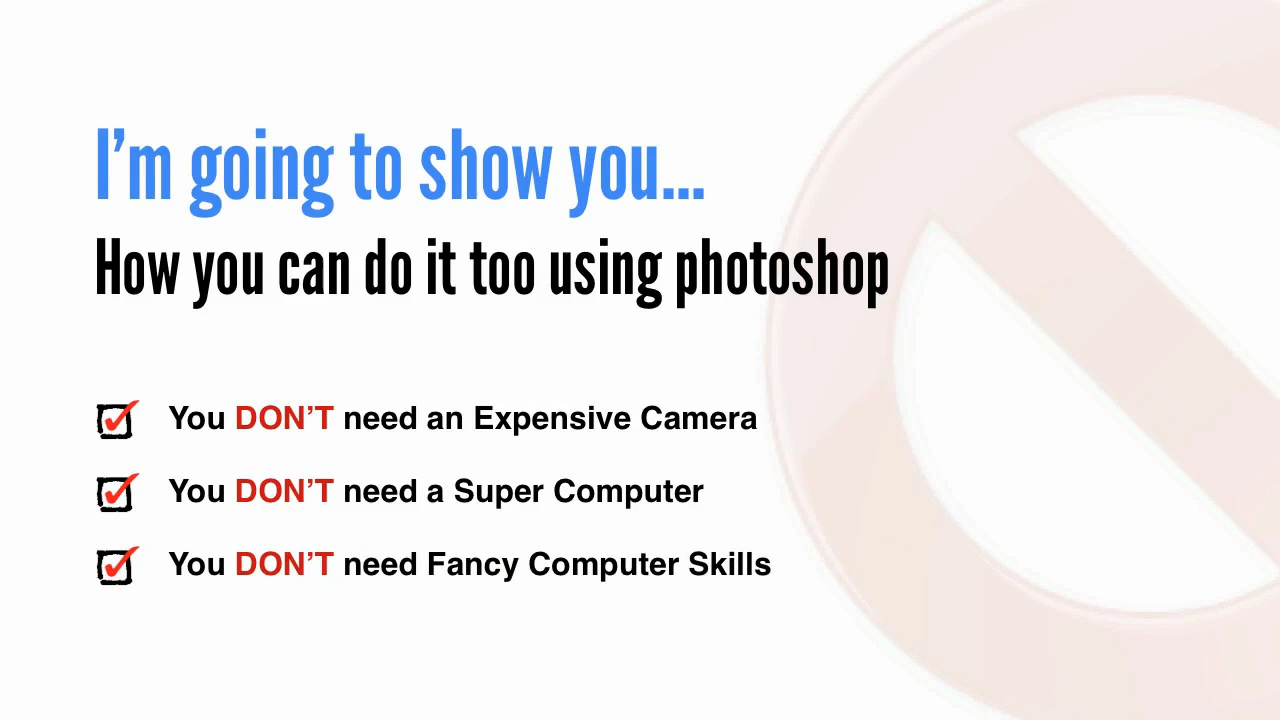 I’m going to show you...
How you can do it too using photoshop
You DON’T need an Expensive Camera
You DON’T need a Super Computer
You DON’T need Fancy Computer Skills